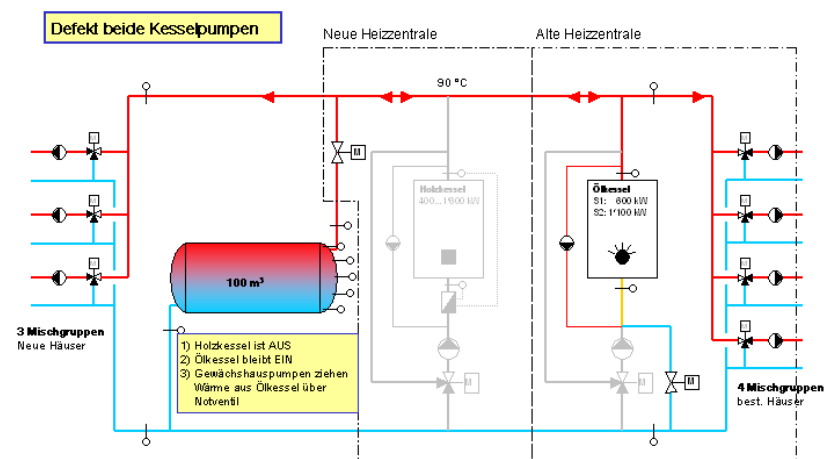 Defekt beide Kesselpumpen
Neue Heizzentrale
Alte Heizzentrale
90 °C
M
M
M
M
M
M
M
M
Holzkessel
400...1'800 kW
Ölkessel
S1: 600 kW
S2: 1'100 kW
100 m³
3 Mischgruppen
Neue Häuser
1) Holzkessel ist AUS
2) Ölkessel bleibt EIN
3) Gewächshauspumpen ziehen
Wärme aus Ölkessel über
Notventil
M
M
M
4 Mischgruppen
best. Häuser